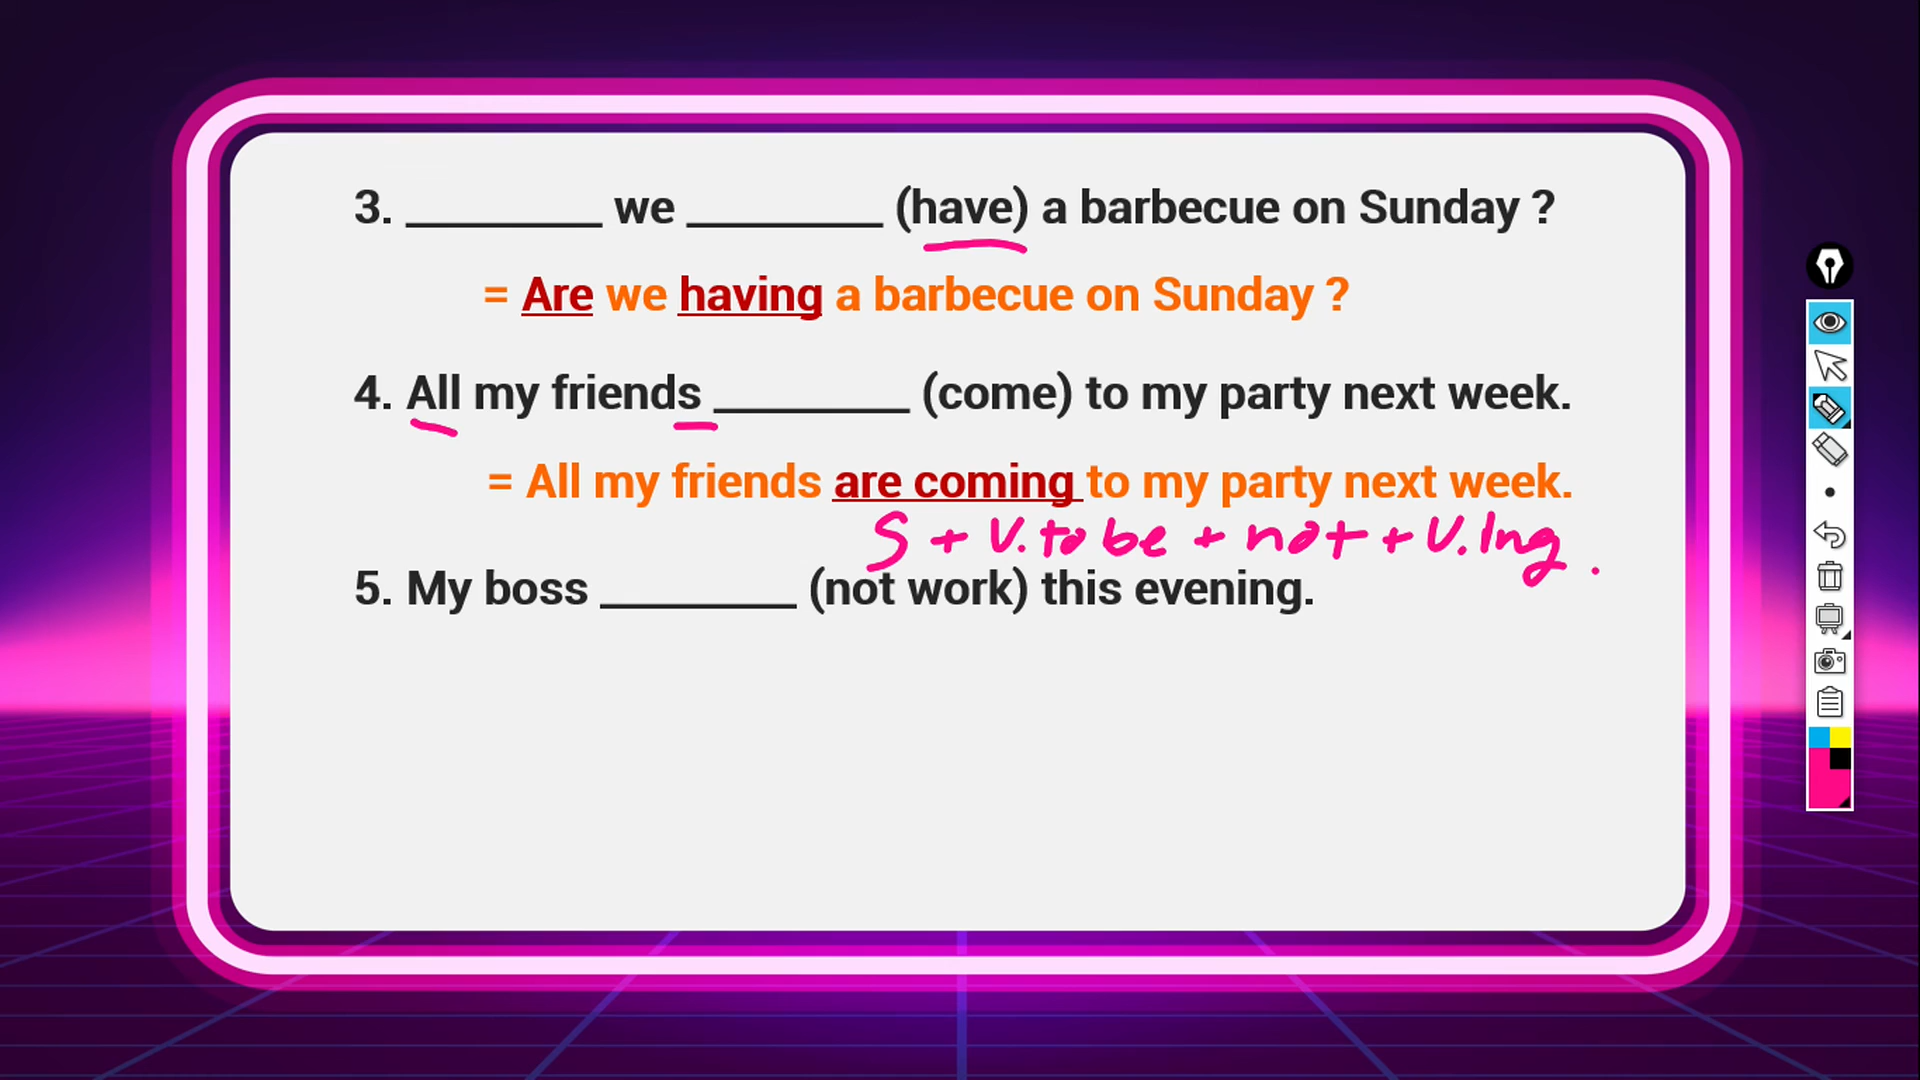 3. ________ we ________ (have) a barbecue on Sunday ?
= Are we having a barbecue on Sunday ?
4. All my friends ________ (come) to my party next week.
= All my friends are coming to my party next week.
S + V. to be + not + V. Ing .
5. My boss ________ (not work) this evening.